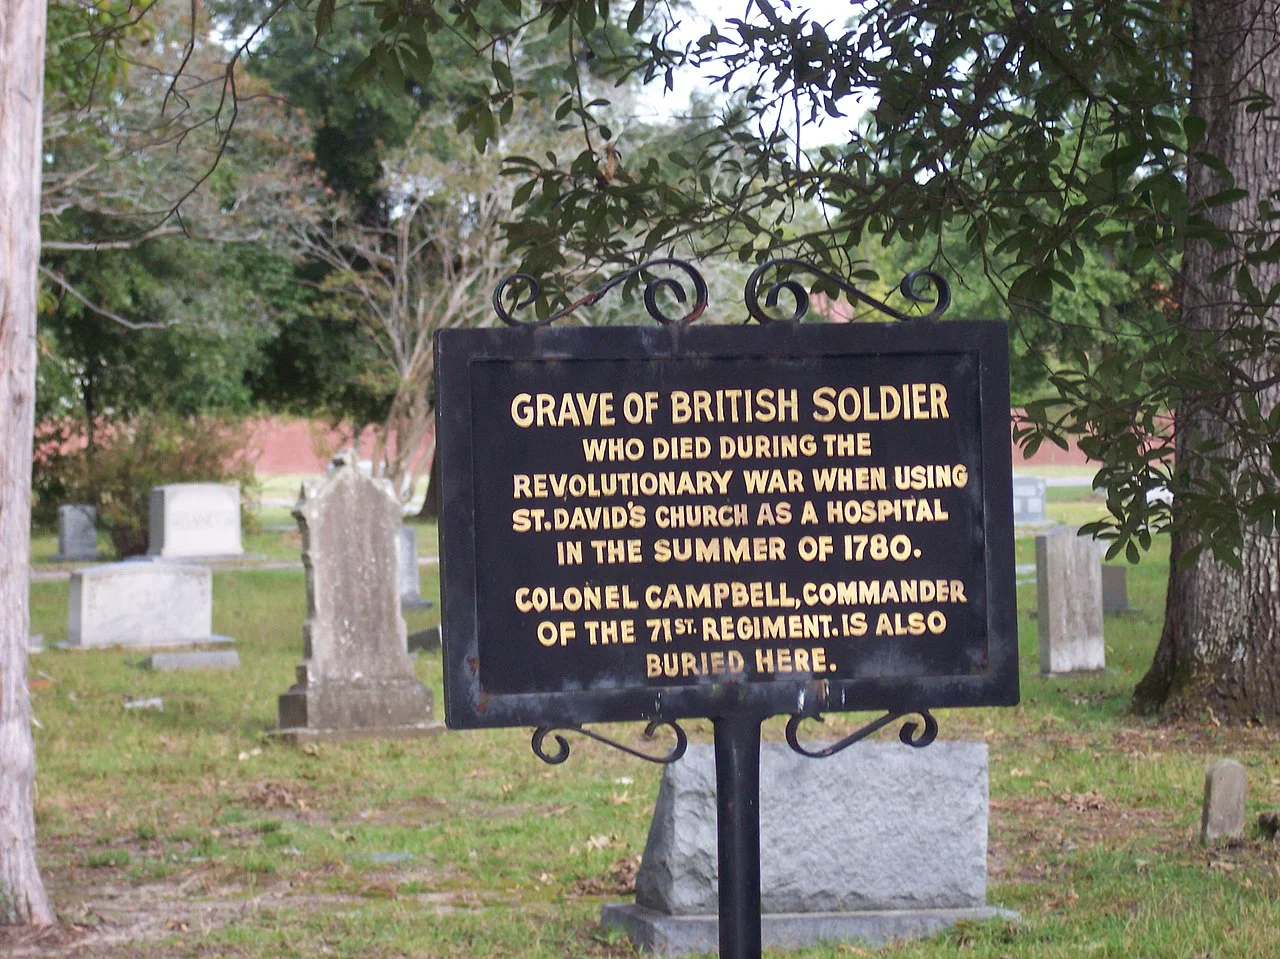 GRAVE OF BRITISH SOLDIER
WHO DIED DURING THE
REVOLUTIONARY WAR WHEN USING
ST. DAVID'S CHURCH AS A HOSPITAL
IN THE SUMMER OF 1780.
COLONEL CAMPBELL, COMMANDER
OF THE 71ST. REGIMENT. IS ALSO
BURIED HERE.